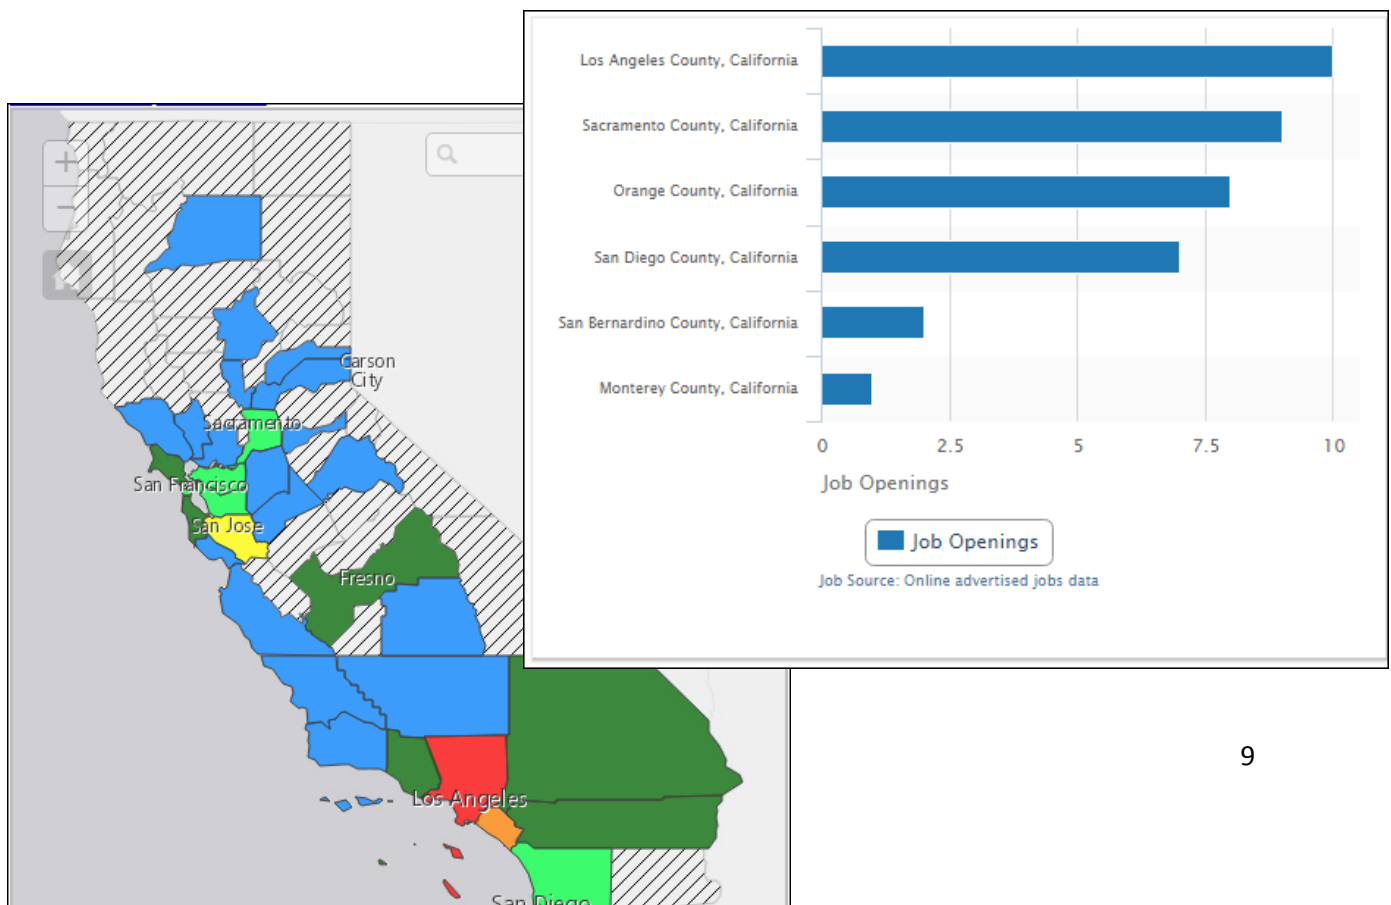 Los Angeles County, California
Sacramento County, California
Orange County, California
San Diego County, California
San Bernardino County, California
Monterey County, California
0 2.5 5 7.5 10
Job Openings
Job Openings
Job Source: Online advertised jobs data
+
−
Carson
City
Sacramento
San Francisco
San Jose
Fresno
Los Angeles
San Diego
9